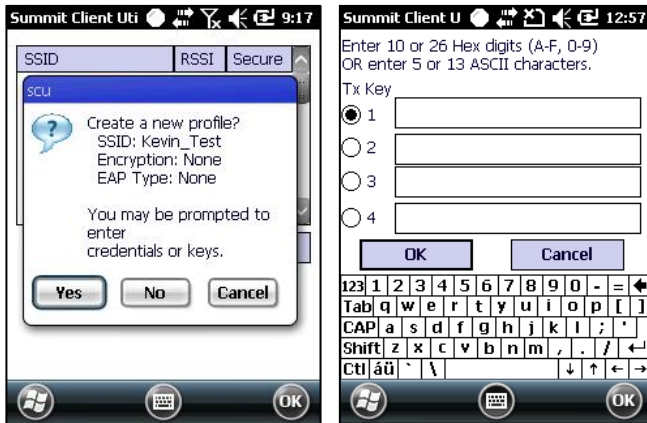 Summit Client Uti 9:17
SSID RSSI Secure
scu
Create a new profile?
SSID: Kevin_Test
Encryption: None
EAP Type: None
You may be prompted to
enter
credentials or keys.
Yes No Cancel
OK
Summit Client U 12:57
Enter 10 or 26 Hex digits (A-F, 0-9)
OR enter 5 or 13 ASCII characters.
Tx Key
1
2
3
4
OK Cancel
123 1 2 3 4 5 6 7 8 9 0 - =
Tab q w e r t y u i o p [ ]
CAP a s d f g h j k l ; '
Shift z x c v b n m , . /
Ctl áü ` \
OK